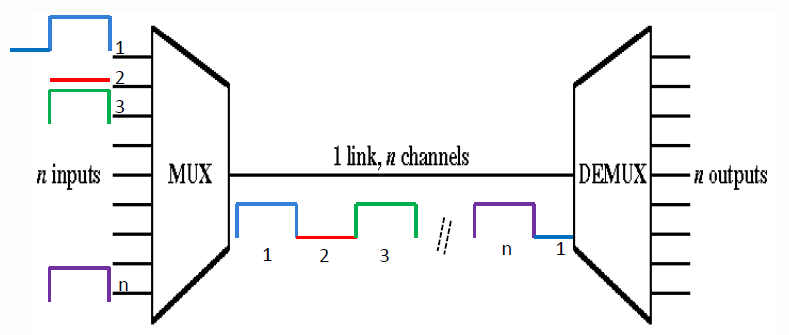 1
2
3
n inputs
n
MUX
1 link, n channels
1 2 3 n 1
DEMUX
n outputs